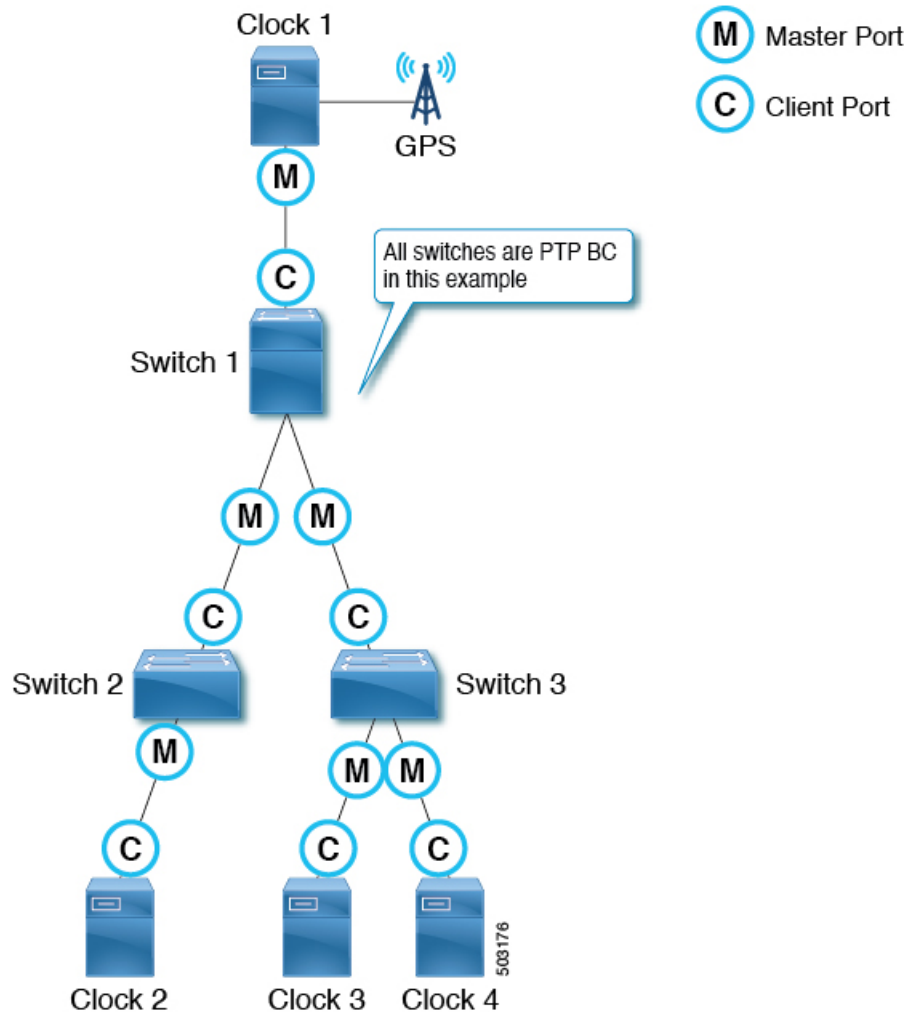 Clock 1
M Master Port
C Client Port
GPS
M
C
All switches are PTP BC
in this example
Switch 1
M M
C C
Switch 2
Switch 3
M
M M
C C C
503176
Clock 2 Clock 3 Clock 4